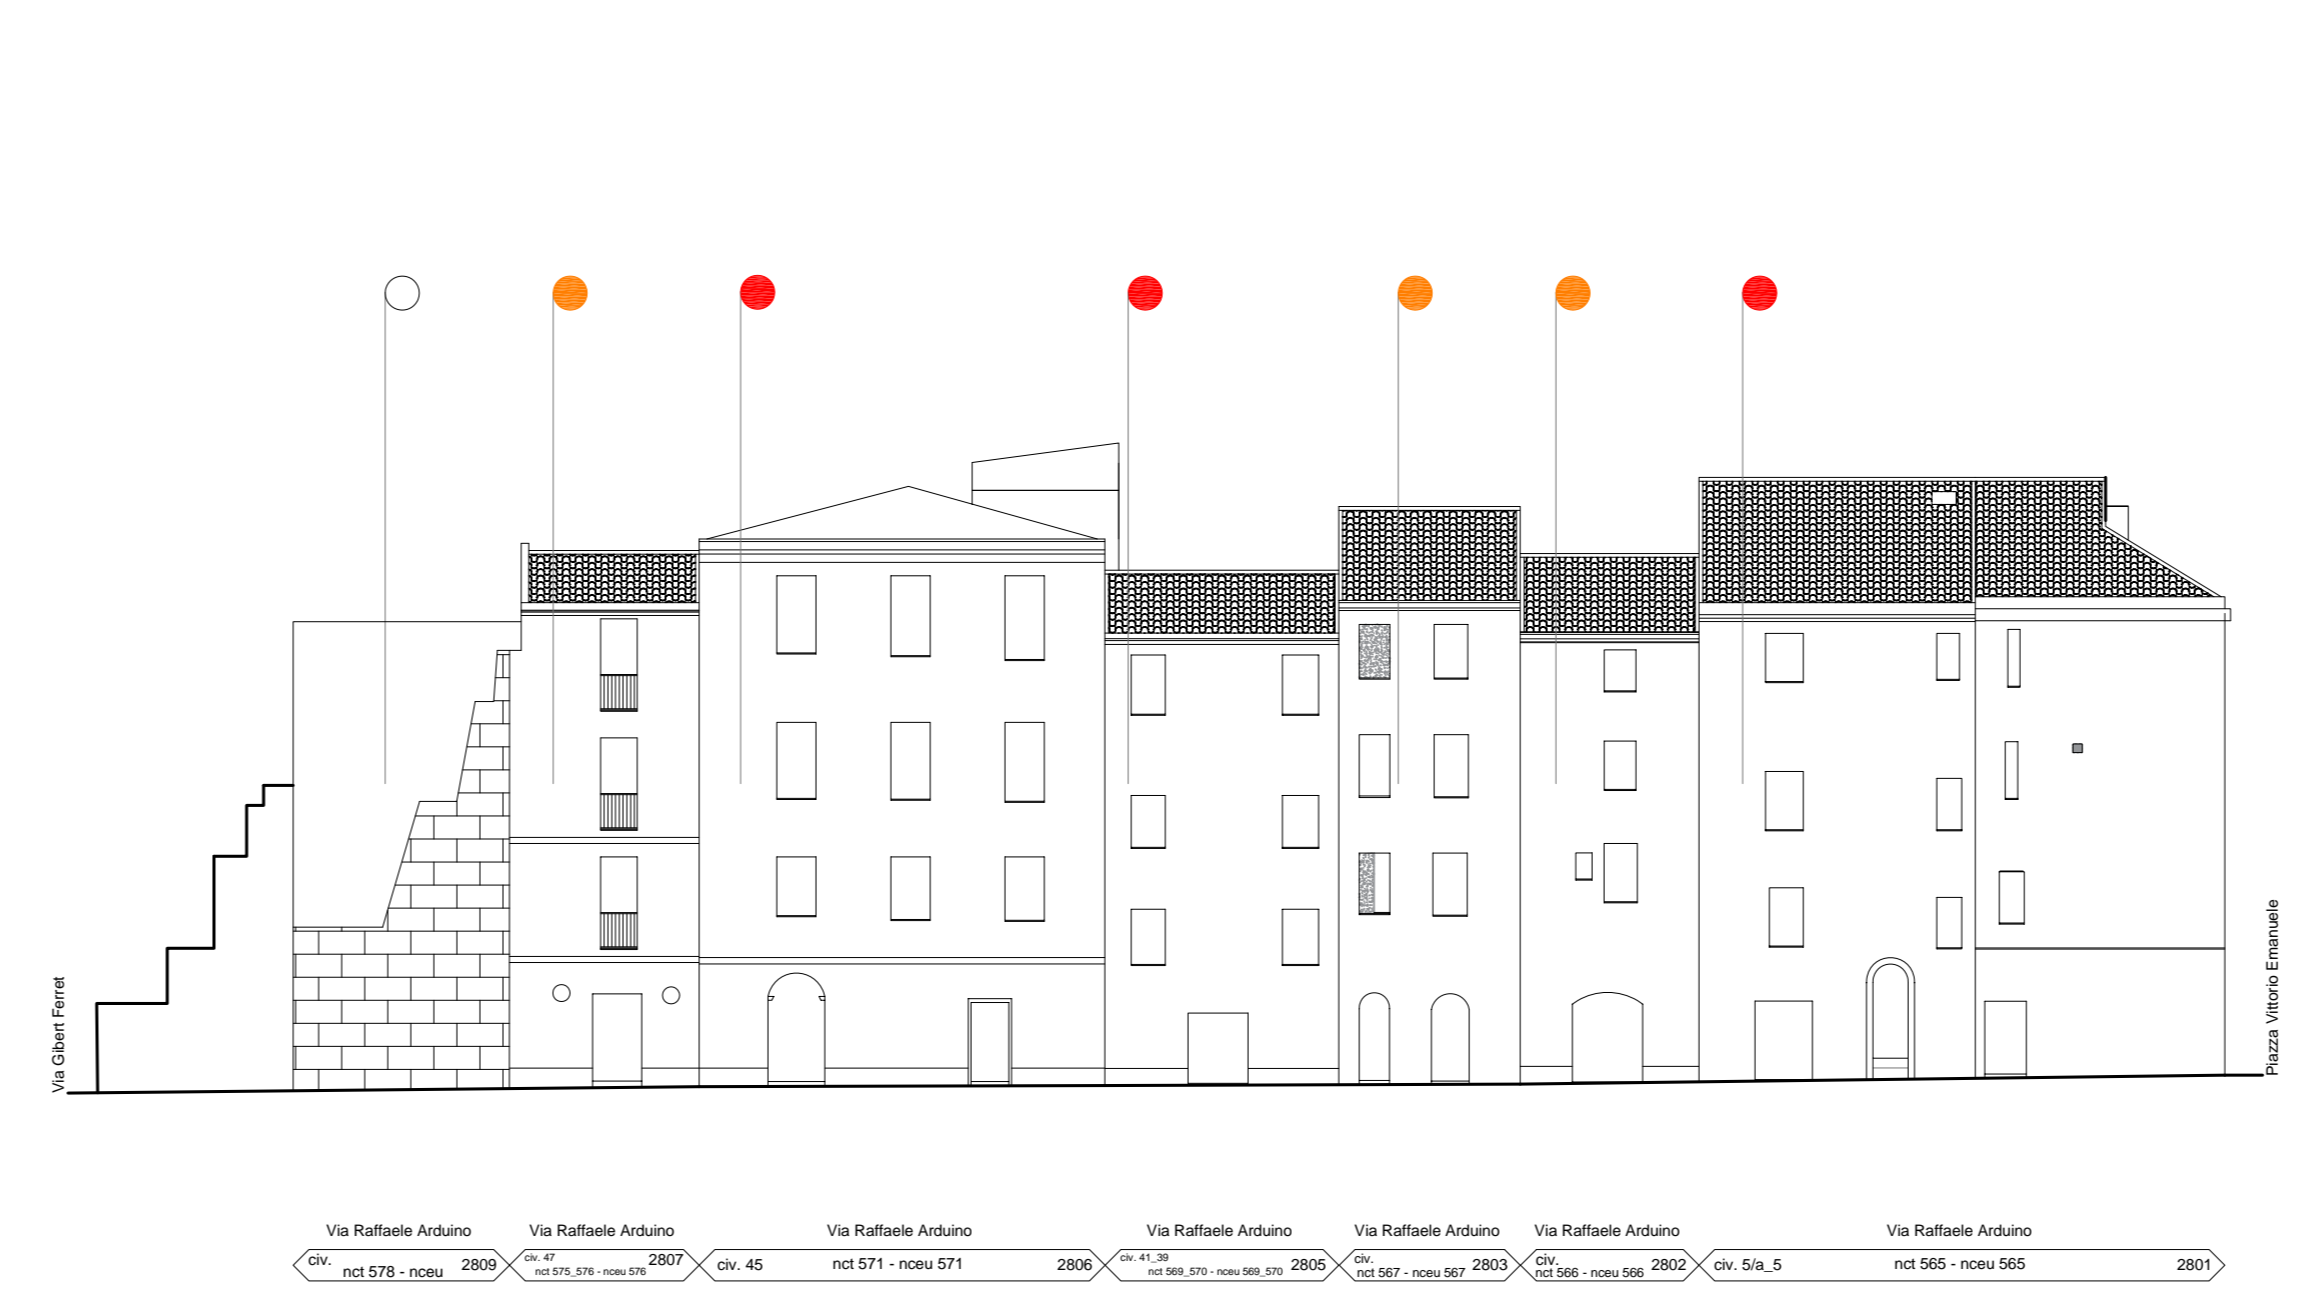 Via Gibert Ferret
Piazza Vittorio Emanuele
Via Raffaele Arduino
civ.
nct 578 - nceu
2809
Via Raffaele Arduino
civ. 47
nct 575_576 - nceu 576
2807
Via Raffaele Arduino
civ. 45
nct 571 - nceu 571
2806
Via Raffaele Arduino
civ. 41_39
nct 569_570 - nceu 569_570
2805
Via Raffaele Arduino
civ.
nct 567 - nceu 567
2803
Via Raffaele Arduino
civ.
nct 566 - nceu 566
2802
Via Raffaele Arduino
civ. 5/a_5
nct 565 - nceu 565
2801